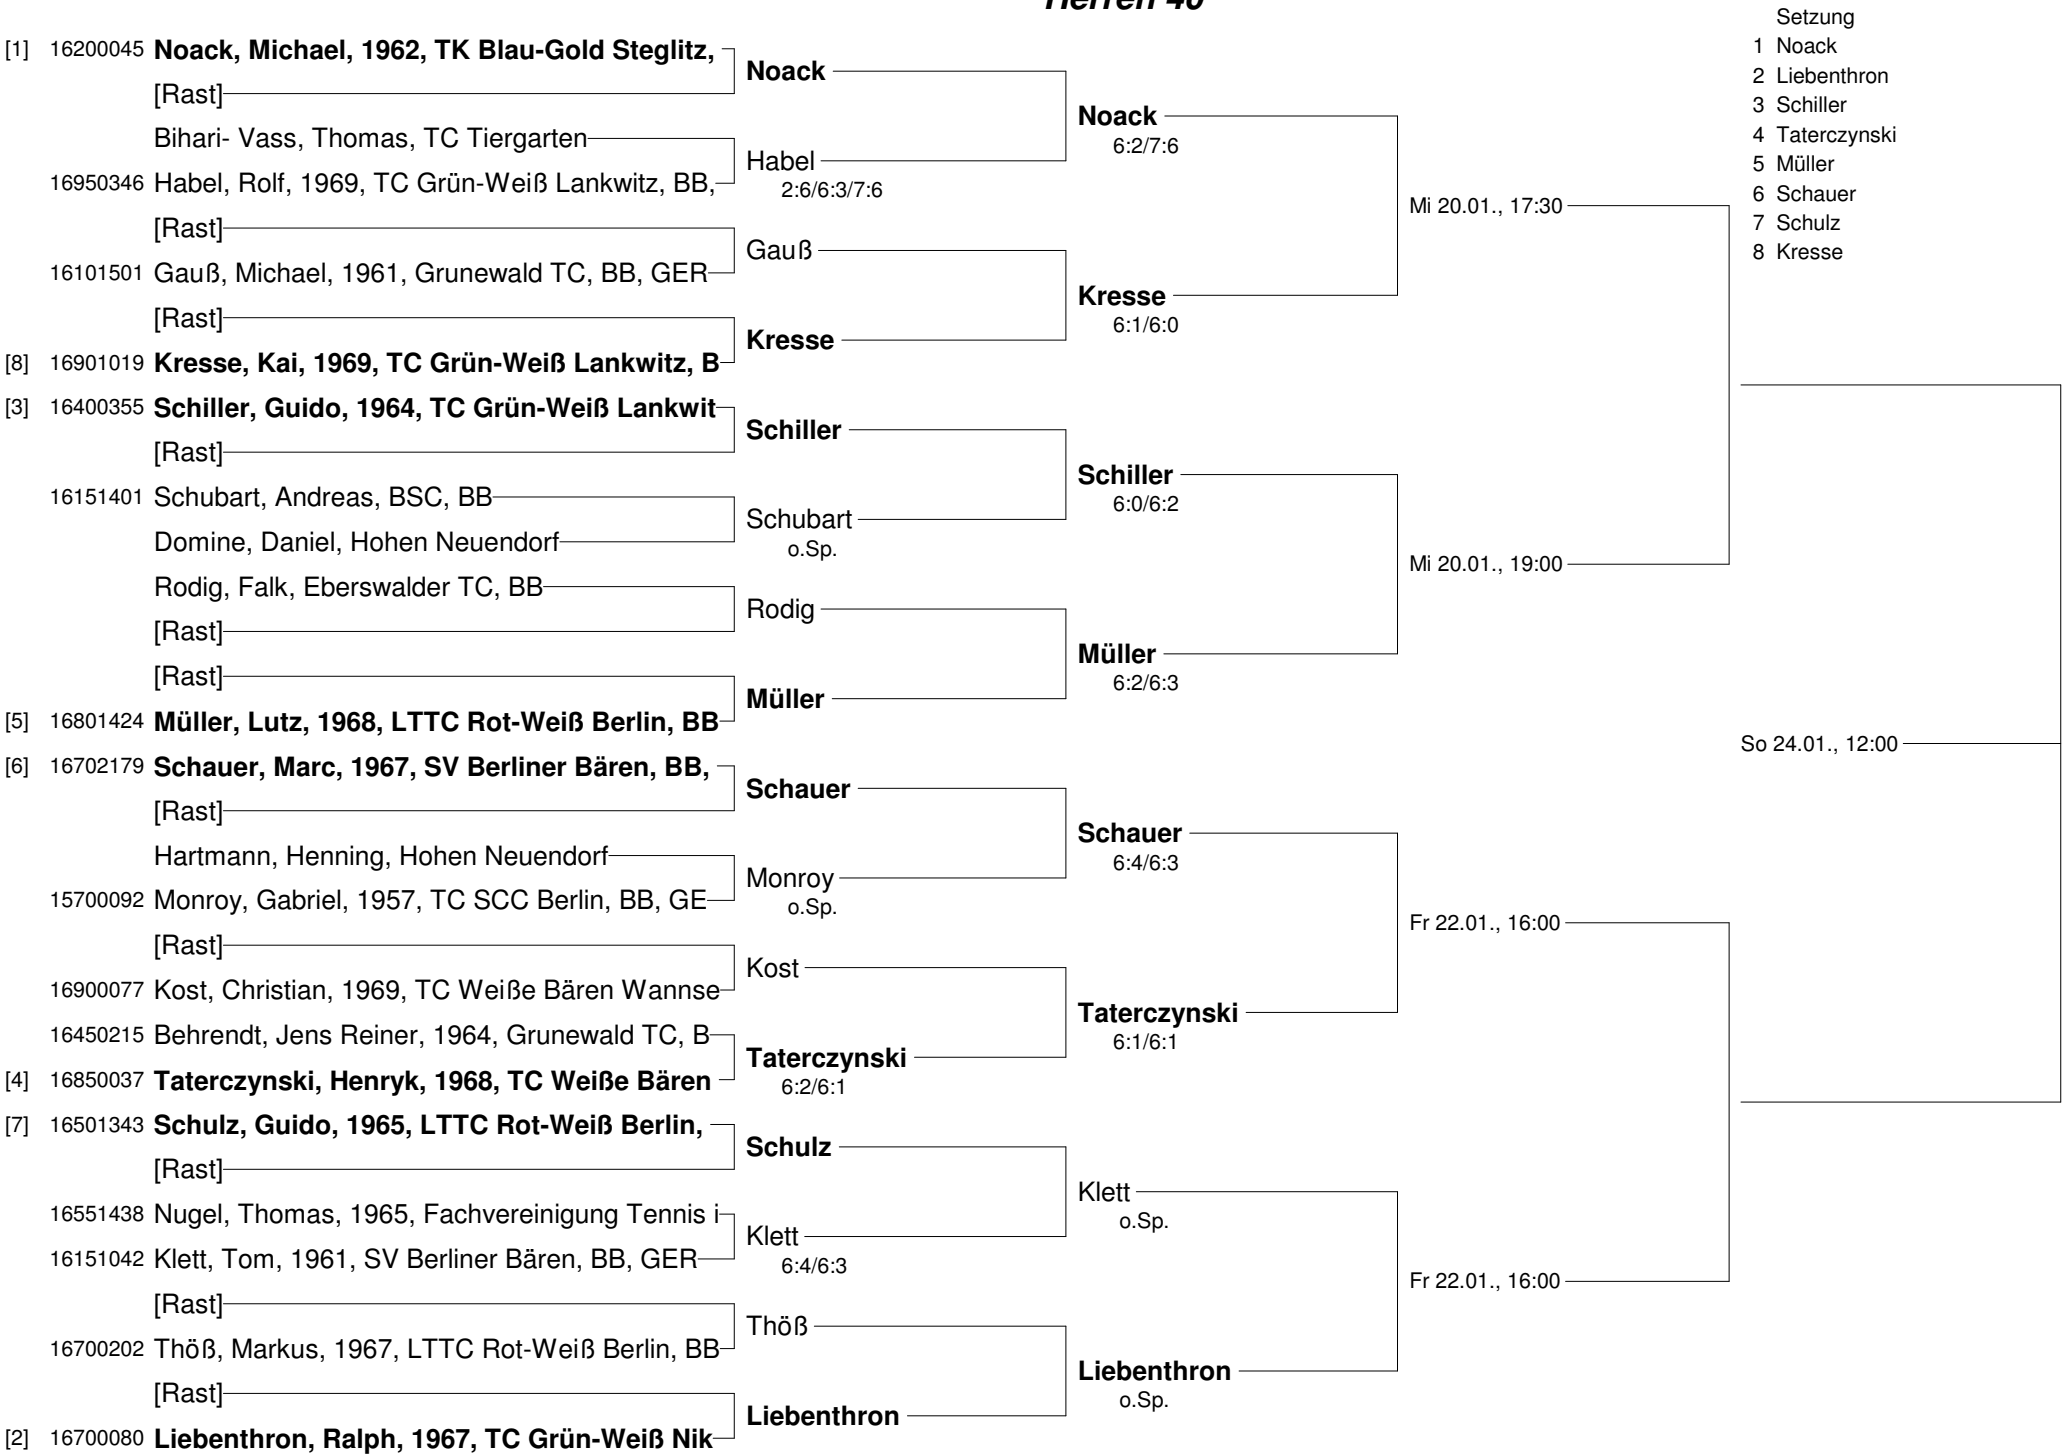 Herren 40
Setzung
1 Noack
2 Liebenthron
3 Schiller
4 Taterczynski
5 Müller
6 Schauer
7 Schulz
8 Kresse
[1] 16200045 Noack, Michael, 1962, TK Blau-Gold Steglitz,
[Rast]
Bihari- Vass, Thomas, TC Tiergarten
16950346 Habel, Rolf, 1969, TC Grün-Weiß Lankwitz, BB,
[Rast]
16101501 Gauß, Michael, 1961, Grunewald TC, BB, GER
[Rast]
[8] 16901019 Kresse, Kai, 1969, TC Grün-Weiß Lankwitz, B
[3] 16400355 Schiller, Guido, 1964, TC Grün-Weiß Lankwit
[Rast]
16151401 Schubart, Andreas, BSC, BB
Domine, Daniel, Hohen Neuendorf
Rodig, Falk, Eberswalder TC, BB
[Rast]
[Rast]
[5] 16801424 Müller, Lutz, 1968, LTTC Rot-Weiß Berlin, BB
[6] 16702179 Schauer, Marc, 1967, SV Berliner Bären, BB,
[Rast]
Hartmann, Henning, Hohen Neuendorf
15700092 Monroy, Gabriel, 1957, TC SCC Berlin, BB, GE
[Rast]
16900077 Kost, Christian, 1969, TC Weiße Bären Wannse
16450215 Behrendt, Jens Reiner, 1964, Grunewald TC, B
[4] 16850037 Taterczynski, Henryk, 1968, TC Weiße Bären
[7] 16501343 Schulz, Guido, 1965, LTTC Rot-Weiß Berlin,
[Rast]
16551438 Nugel, Thomas, 1965, Fachvereinigung Tennis i
16151042 Klett, Tom, 1961, SV Berliner Bären, BB, GER
[Rast]
16700202 Thöß, Markus, 1967, LTTC Rot-Weiß Berlin, BB
[Rast]
[2] 16700080 Liebenthron, Ralph, 1967, TC Grün-Weiß Nik
Noack
Habel
2:6/6:3/7:6
Gauß
Kresse
Schiller
Schubart
o.Sp.
Rodig
Müller
Schauer
Monroy
o.Sp.
Kost
Taterczynski
6:2/6:1
Schulz
Klett
6:4/6:3
Thöß
Liebenthron
Noack
6:2/7:6
Kresse
6:1/6:0
Schiller
6:0/6:2
Müller
6:2/6:3
Schauer
6:4/6:3
Taterczynski
6:1/6:1
Klett
o.Sp.
Liebenthron
o.Sp.
Mi 20.01., 17:30
Mi 20.01., 19:00
Fr 22.01., 16:00
Fr 22.01., 16:00
So 24.01., 12:00